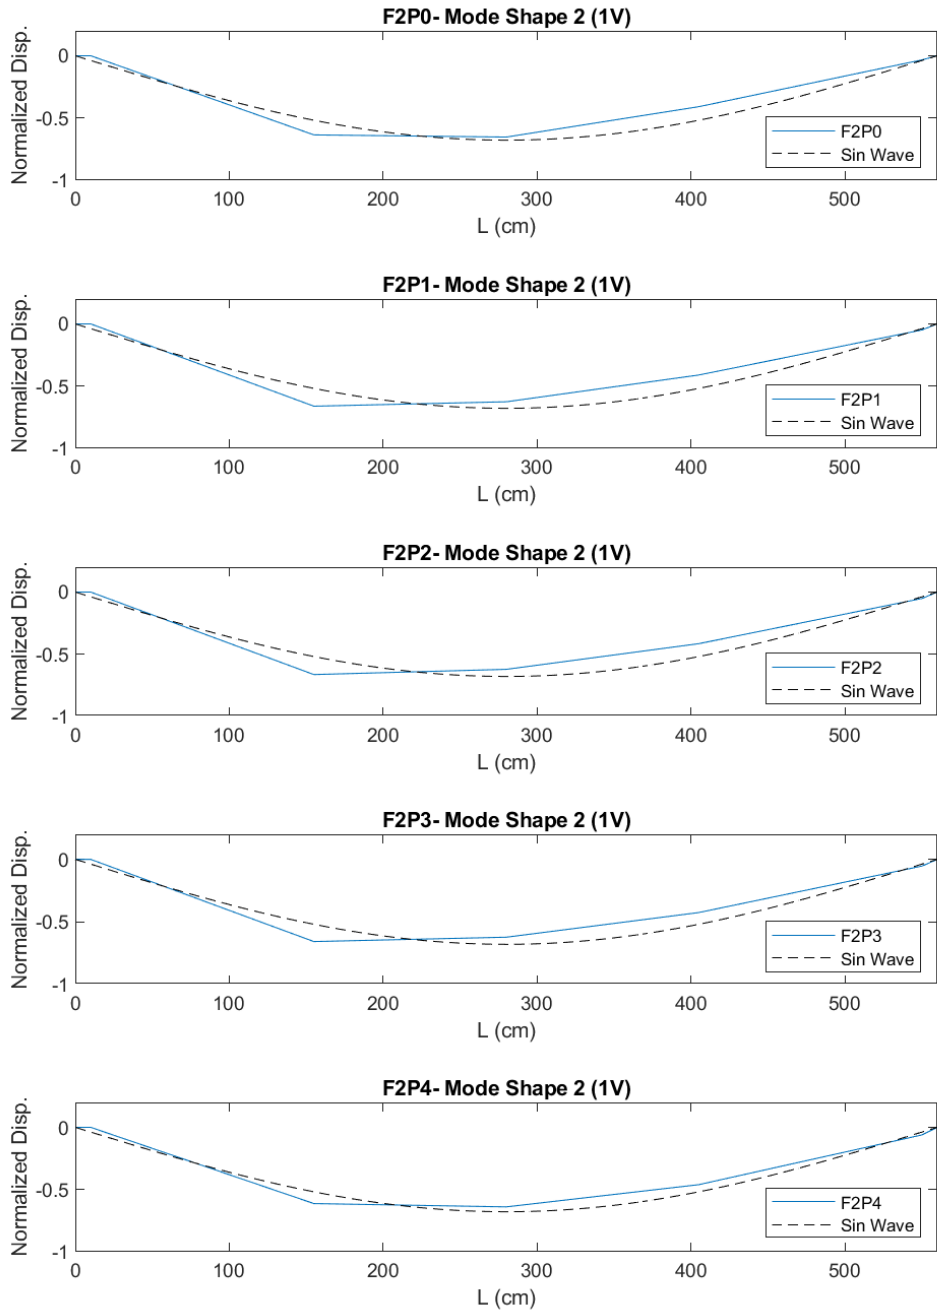 F2P0- Mode Shape 2 (1V)
Normalized Disp.
0
-0.5
-1
F2P0
Sin Wave
0 100 200 300 400 500
L (cm)
F2P1- Mode Shape 2 (1V)
Normalized Disp.
0
-0.5
-1
F2P1
Sin Wave
0 100 200 300 400 500
L (cm)
F2P2- Mode Shape 2 (1V)
Normalized Disp.
0
-0.5
-1
F2P2
Sin Wave
0 100 200 300 400 500
L (cm)
F2P3- Mode Shape 2 (1V)
Normalized Disp.
0
-0.5
-1
F2P3
Sin Wave
0 100 200 300 400 500
L (cm)
F2P4- Mode Shape 2 (1V)
Normalized Disp.
0
-0.5
-1
F2P4
Sin Wave
0 100 200 300 400 500
L (cm)